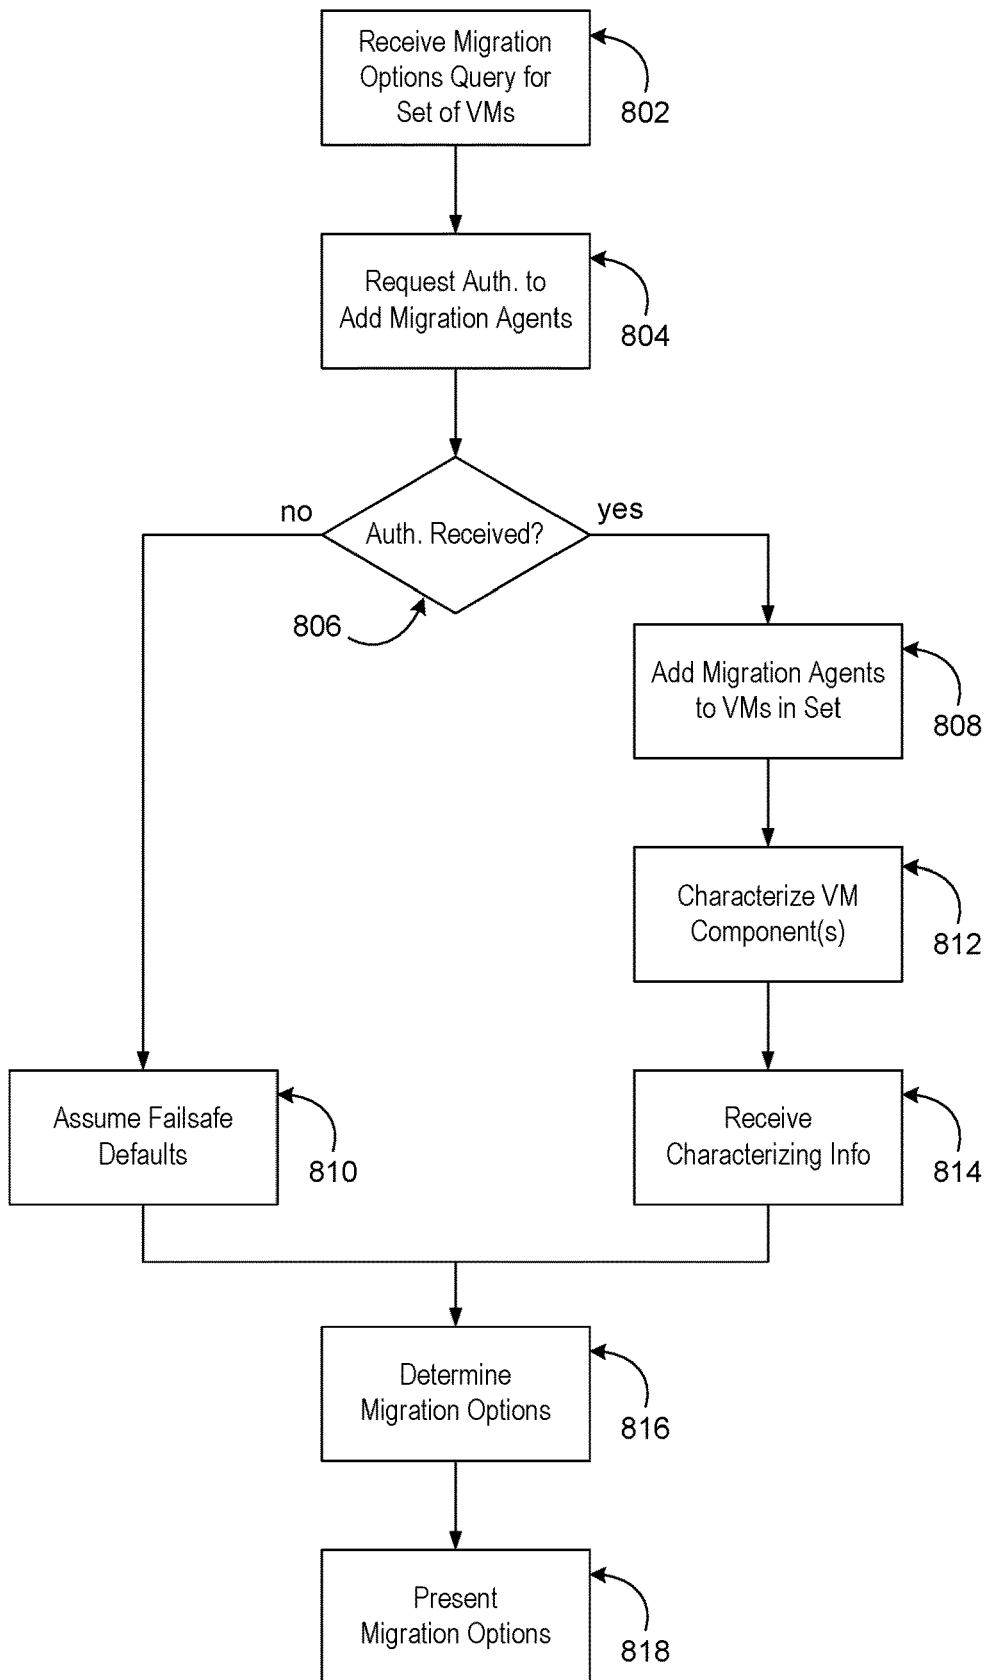 Receive Migration
Options Query for
Set of VMs
802
Request Auth. to
Add Migration Agents
804
no
yes
Auth. Received?
806
Add Migration Agents
to VMs in Set
808
Characterize VM
Component(s)
812
Assume Failsafe
Defaults
810
Receive
Characterizing Info
814
Determine
Migration Options
816
Present
Migration Options
818